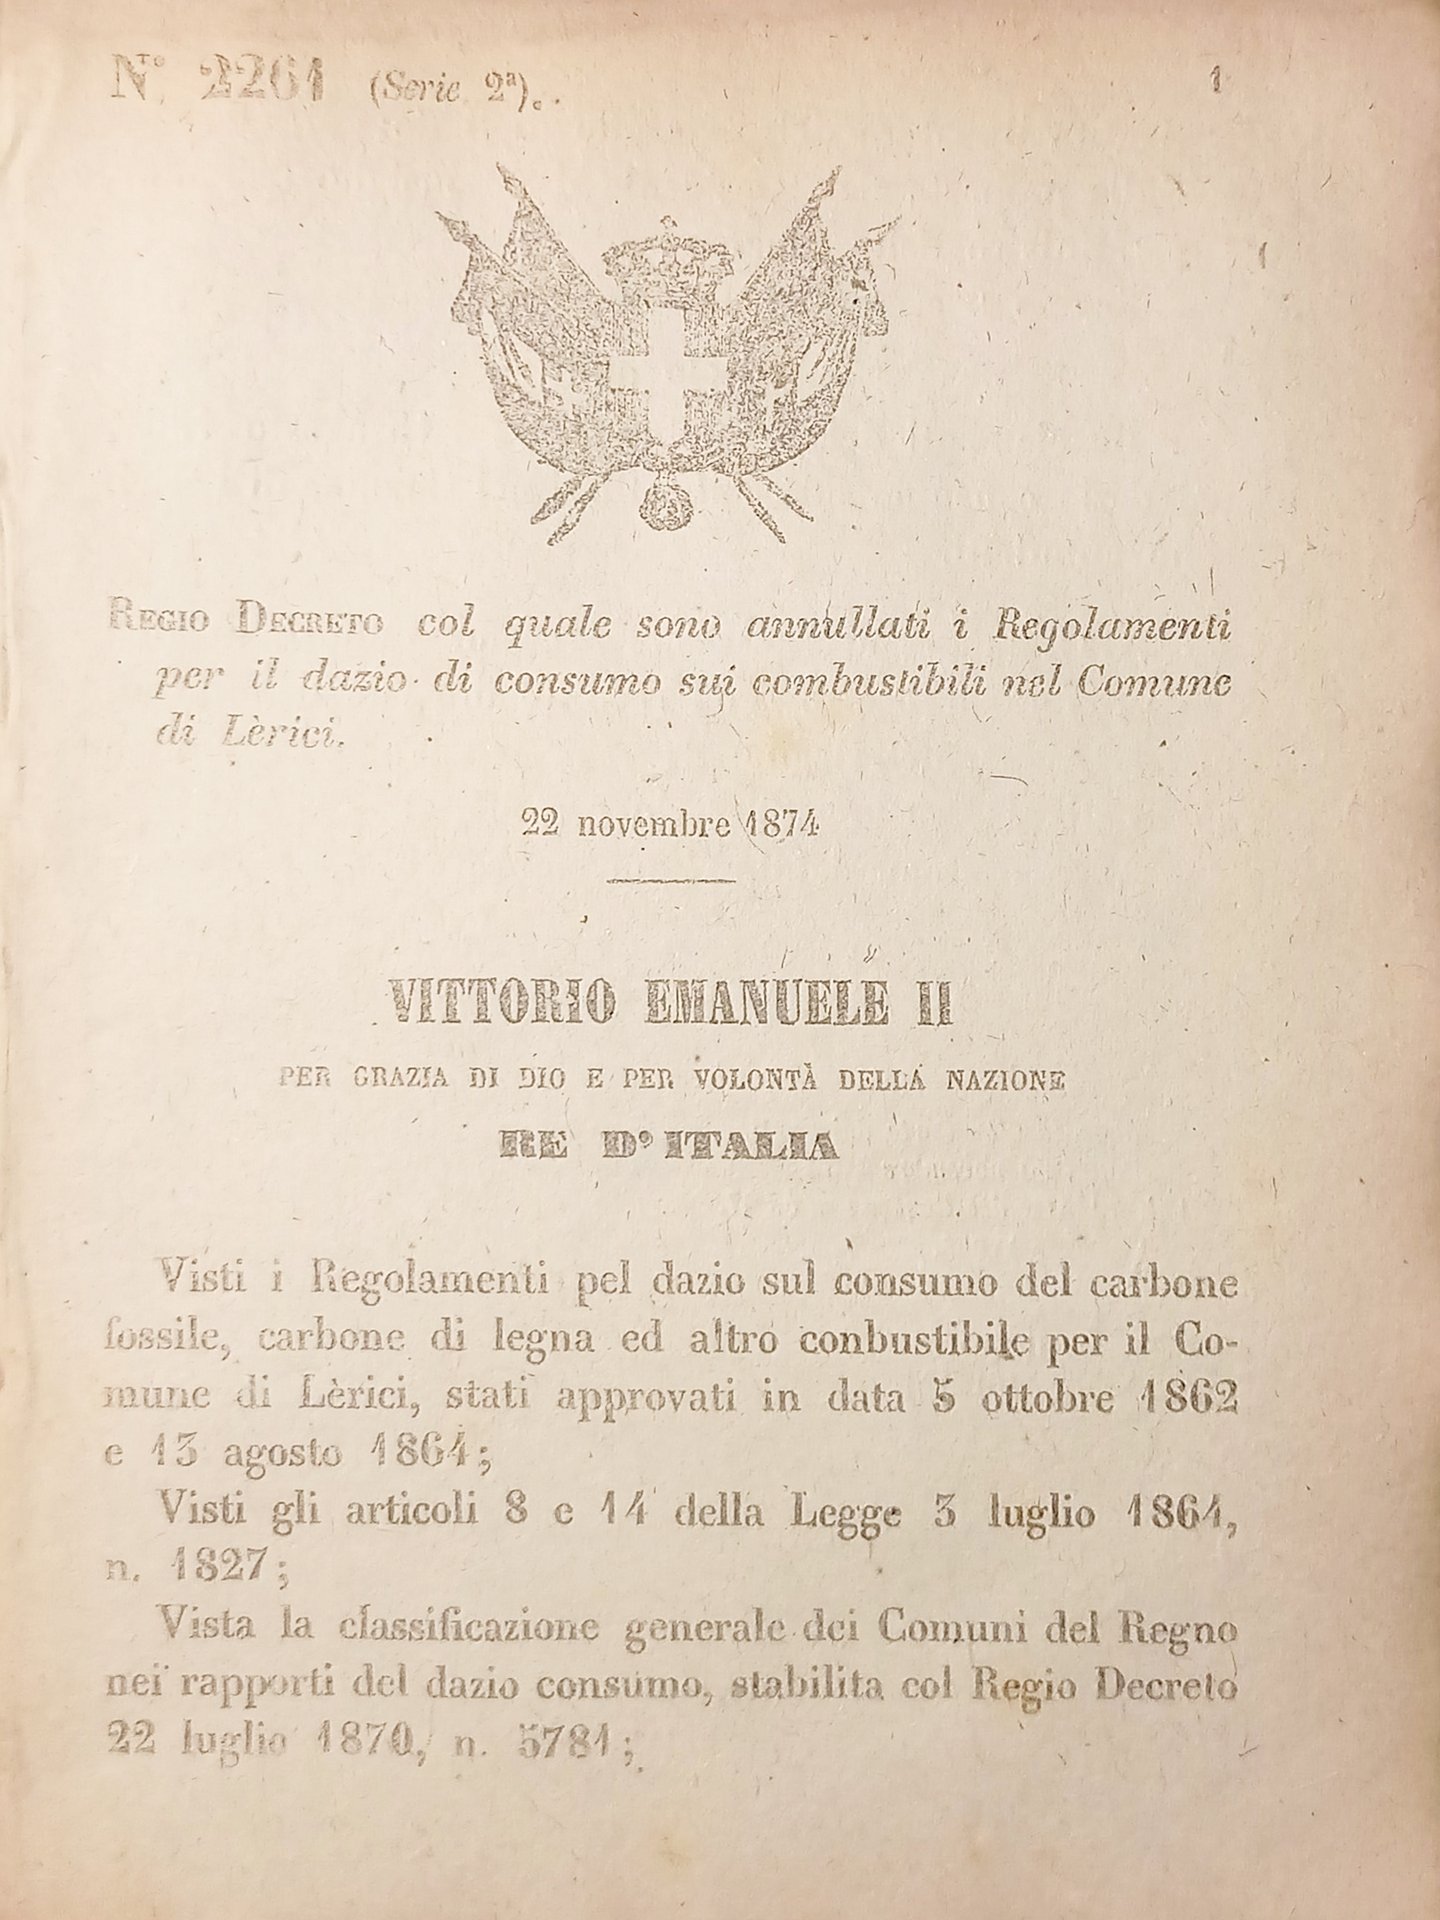 N.° 2261 (Serie 2ª).
1
REGIO DECRETO col quale sono annullati i Regolamenti
per il dazio di consumo sui combustibili nel Comune
di Lèrici.
22 novembre 1874
VITTORIO EMANUELE II
PER GRAZIA DI DIO E PER VOLONTÀ DELLA NAZIONE
RE D'ITALIA
Visti i Regolamenti pel dazio sul consumo del carbone
fossile, carbone di legna ed altro conbustibile per il Co-
mune di Lèrici, stati approvati in data 5 ottobre 1862
e 13 agosto 1864;
Visti gli articoli 8 e 14 della Legge 3 luglio 1864,
n. 1827;
Vista la classificazione generale dei Comuni del Regno
nei rapporti del dazio consumo, stabilita col Regio Decreto
22 luglio 1870, n. 5781;